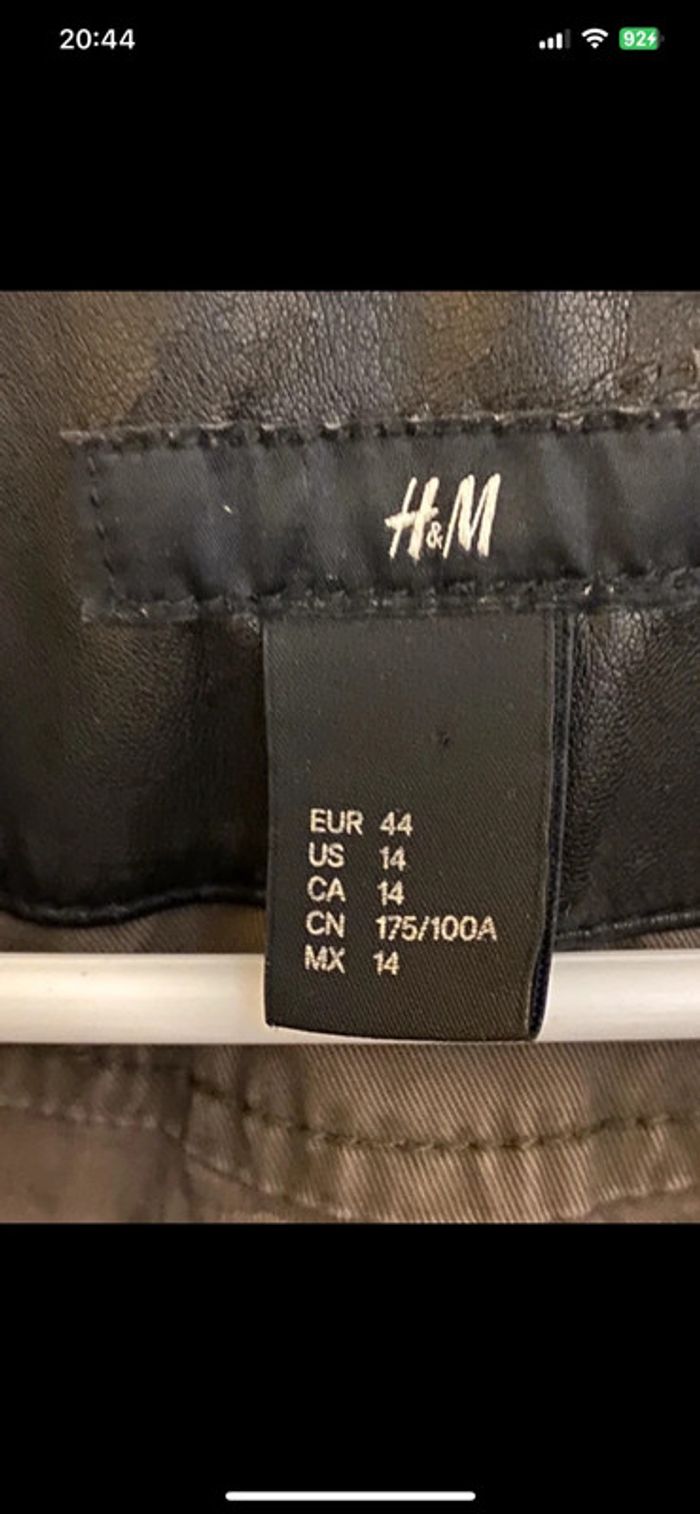 20:44
92
H&M
EUR 44
US 14
CA 14
CN 175/100A
MX 14